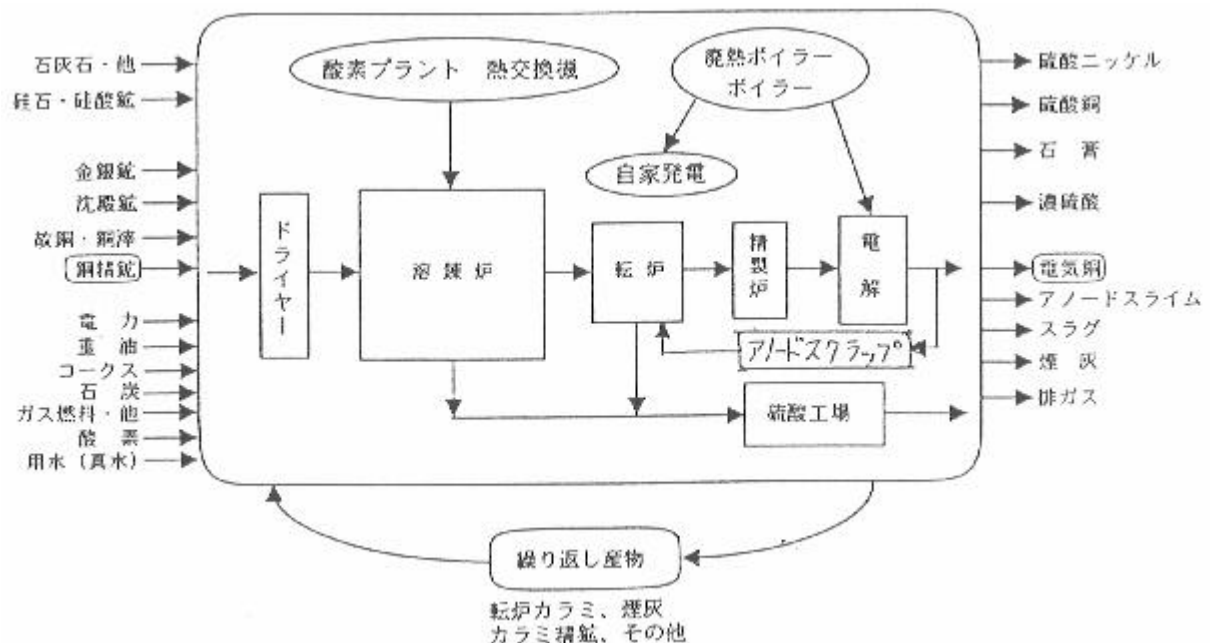 石灰石・他
硅石・硅酸鉱
金銀鉱
沈殿鉱
故銅・銅滓
銅精鉱
電力
重油
コークス
石炭
ガス燃料・他
酸素
用水(真水)
酸素プラント 熱交換機
廃熱ボイラー
ボイラー
自家発電
ドライヤー
溶錬炉
転炉
精製炉
電解
アノードスクラップ
硫酸工場
硫酸ニッケル
硫酸銅
石膏
濃硫酸
電気銅
アノードスライム
スラグ
煙灰
排ガス
繰り返し産物
転炉カラミ、煙灰
カラミ精鉱、その他